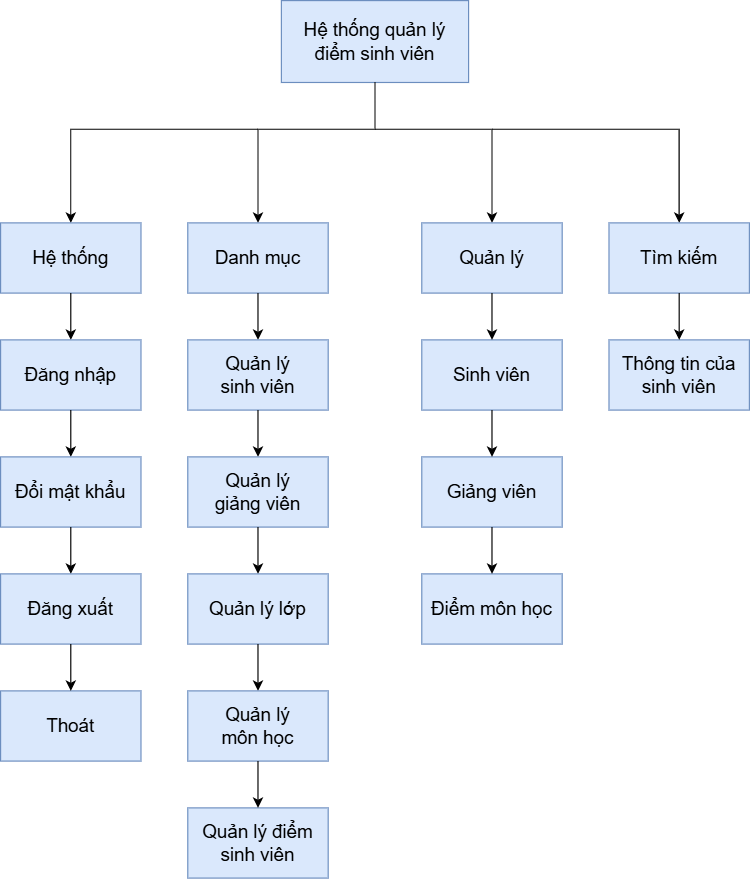 Hệ thống quản lý
điểm sinh viên
Hệ thống
Danh mục
Quản lý
Tìm kiếm
Đăng nhập
Quản lý
sinh viên
Sinh viên
Thông tin của
sinh viên
Đổi mật khẩu
Quản lý
giảng viên
Giảng viên
Đăng xuất
Quản lý lớp
Điểm môn học
Thoát
Quản lý
môn học
Quản lý điểm
sinh viên